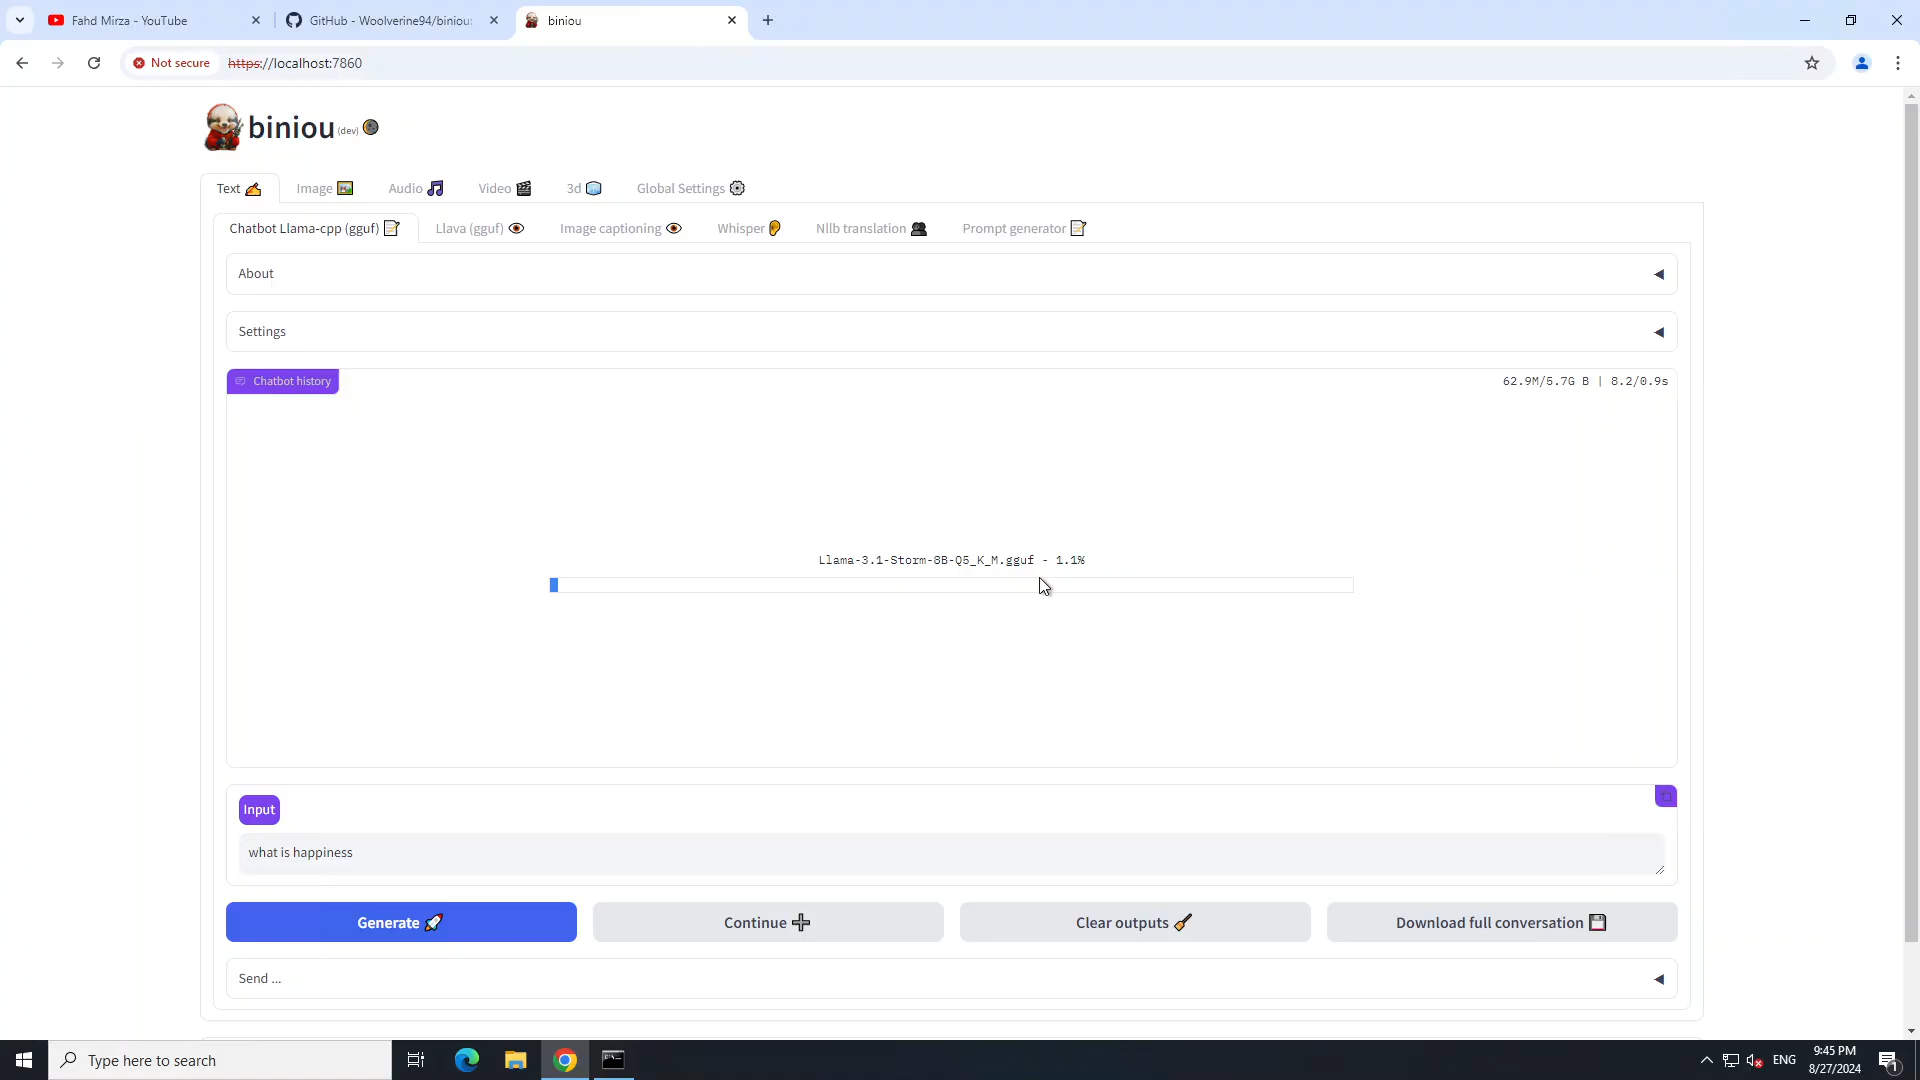 Fahd Mirza - YouTube
GitHub - Woolverine94/biniou:
biniou
Not secure
https://localhost:7860
biniou (dev)
Text
Image
Audio
Video
3d
Global Settings
Chatbot Llama-cpp (gguf)
Llava (gguf)
Image captioning
Whisper
Nllb translation
Prompt generator
About
Settings
Chatbot history
62.9M/5.7G B | 8.2/0.9s
Llama-3.1-Storm-8B-Q5_K_M.gguf - 1.1%
Input
what is happiness
Generate
Continue
Clear outputs
Download full conversation
Send ...
Type here to search
ENG
9:45 PM
8/27/2024
1